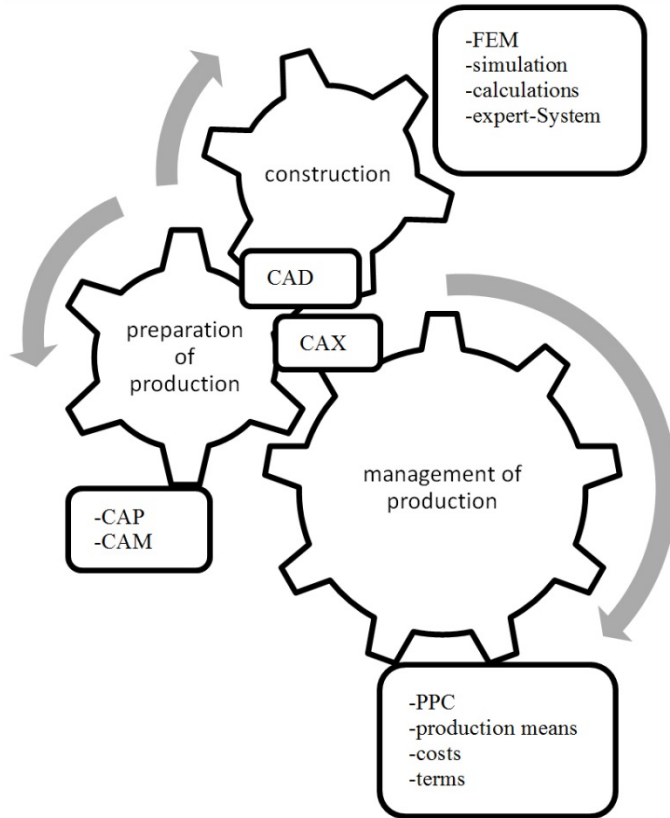 -FEM
-simulation
-calculations
-expert-System
construction
CAD
CAX
preparation
of
production
management of
production
-CAP
-CAM
-PPC
-production means
-costs
-terms